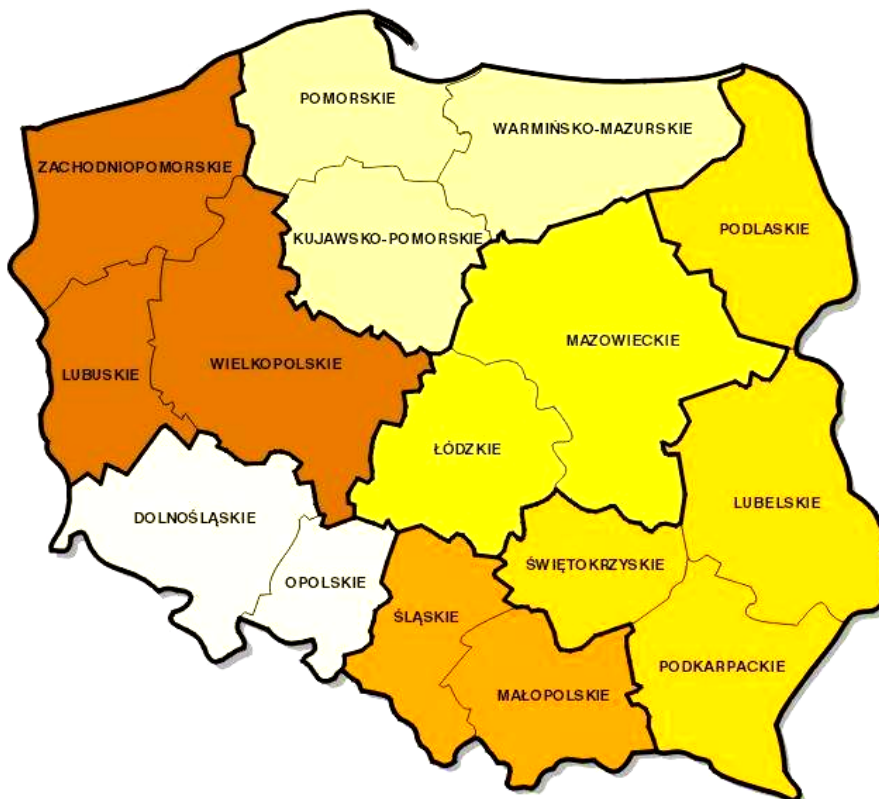 POMORSKIE
WARMIŃSKO-MAZURSKIE
ZACHODNIOPOMORSKIE
PODLASKIE
KUJAWSKO-POMORSKIE
MAZOWIECKIE
WIELKOPOLSKIE
LUBUSKIE
ŁÓDZKIE
LUBELSKIE
DOLNOŚLĄSKIE
ŚWIĘTOKRZYSKIE
OPOLSKIE
ŚLĄSKIE
PODKARPACKIE
MAŁOPOLSKIE